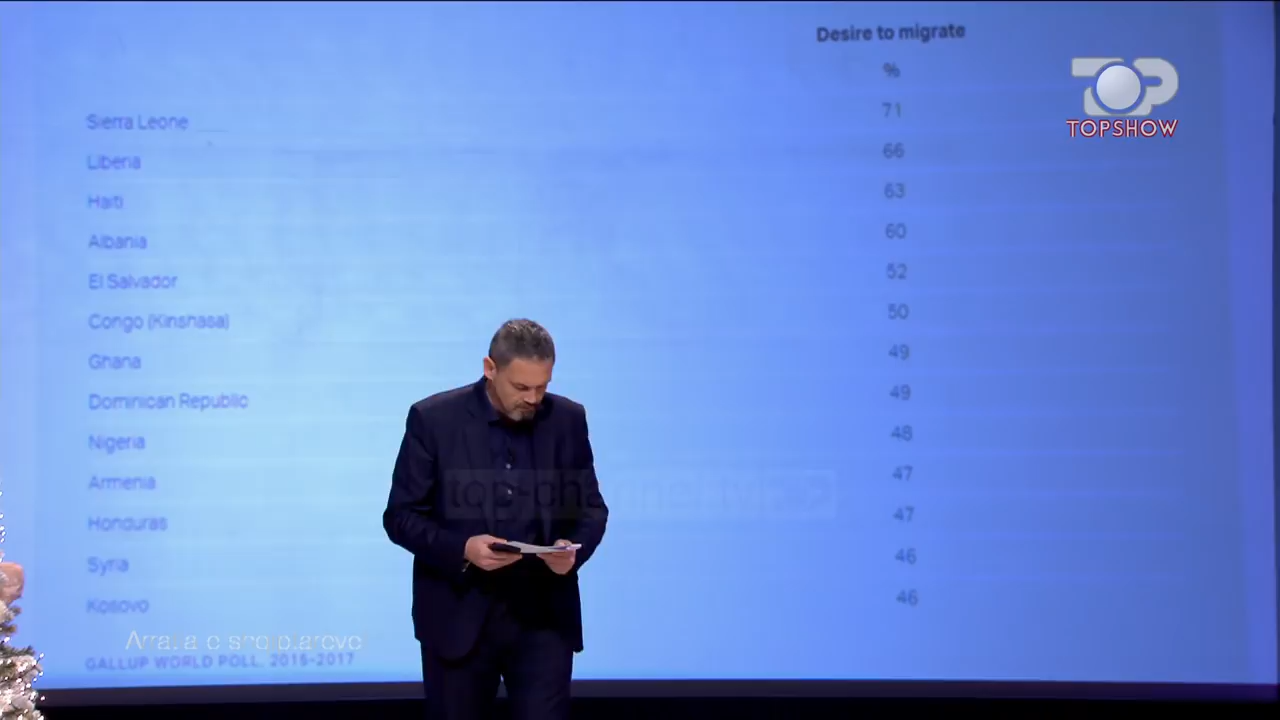 Desire to migrate
%
Sierra Leone 71
Liberia 66
Haiti 63
Albania 60
El Salvador 52
Congo (Kinshasa) 50
Ghana 49
Dominican Republic 49
Nigeria 48
Armenia 47
Honduras 47
Syria 46
Kosovo 46
GALLUP WORLD POLL, 2015-2017
TOP
TOPSHOW